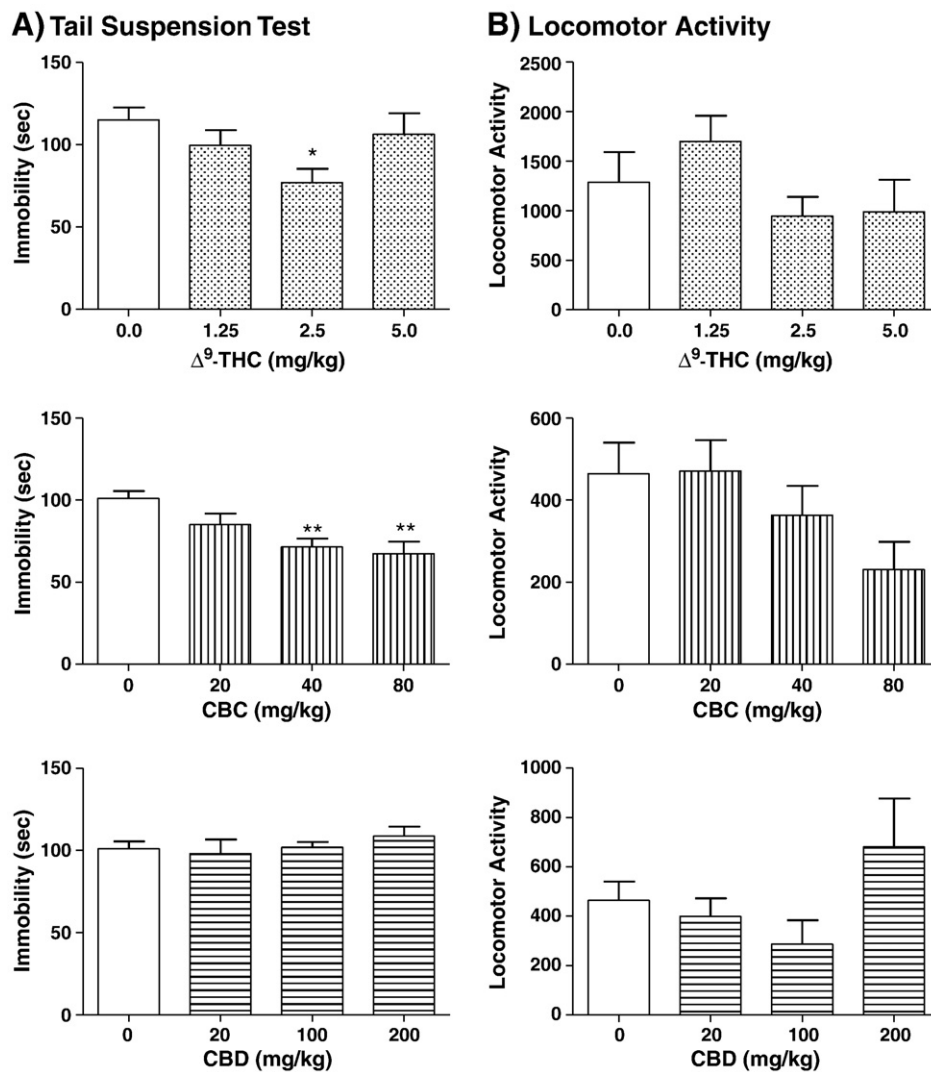 A) Tail Suspension Test
150
100
50
0
Immobility (sec)
*
0.0 1.25 2.5 5.0
Δ⁹-THC (mg/kg)
B) Locomotor Activity
2500
2000
1500
1000
500
0
Lococmotor Activity
0.0 1.25 2.5 5.0
Δ⁹-THC (mg/kg)
150
100
50
0
Immobility (sec)
** **
0 20 40 80
CBC (mg/kg)
600
400
200
0
Locomotor Activity
0 20 40 80
CBC (mg/kg)
150
100
50
0
Immobility (sec)
0 20 100 200
CBD (mg/kg)
1000
800
600
400
200
0
Locomotor Activity
0 20 100 200
CBD (mg/kg)